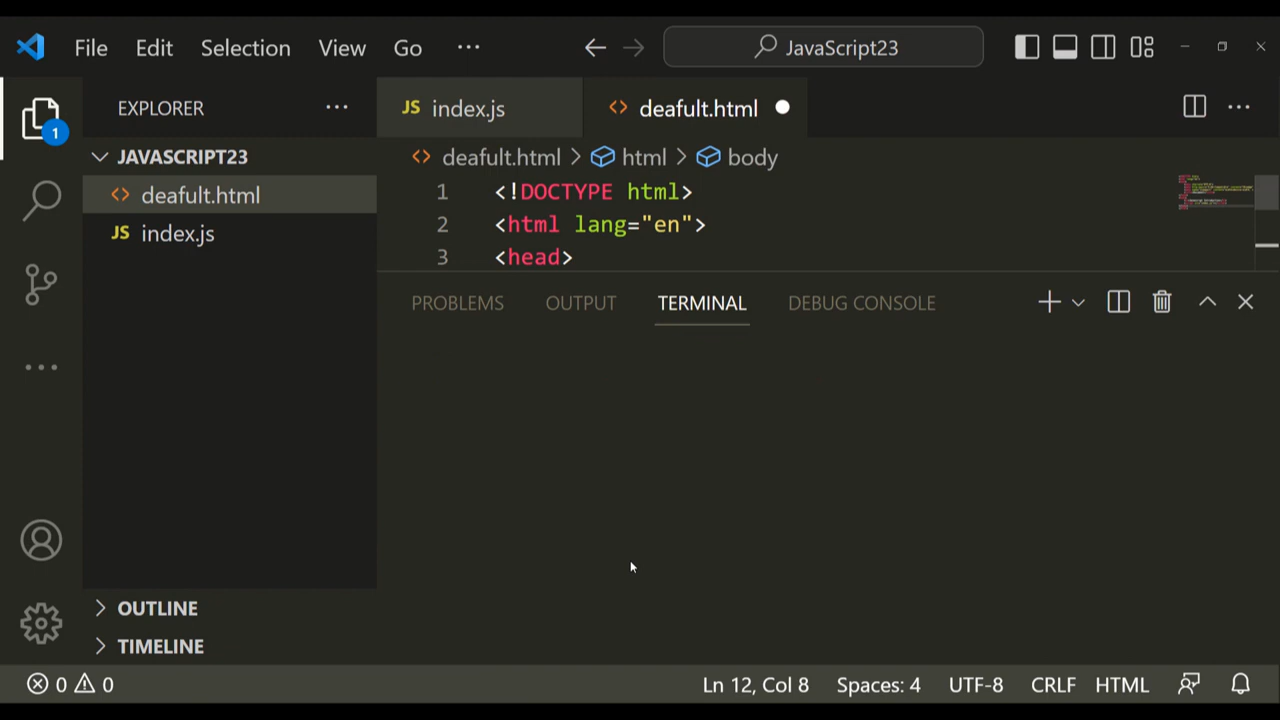 File Edit Selection View Go ··· JavaScript23
EXPLORER ···
1
JAVASCRIPT23
deafult.html
index.js
OUTLINE
TIMELINE
JS index.js deafult.html
deafult.html > html > body
1 <!DOCTYPE html>
2 <html lang="en">
3 <head>
PROBLEMS OUTPUT TERMINAL DEBUG CONSOLE
0 0 Ln 12, Col 8 Spaces: 4 UTF-8 CRLF HTML